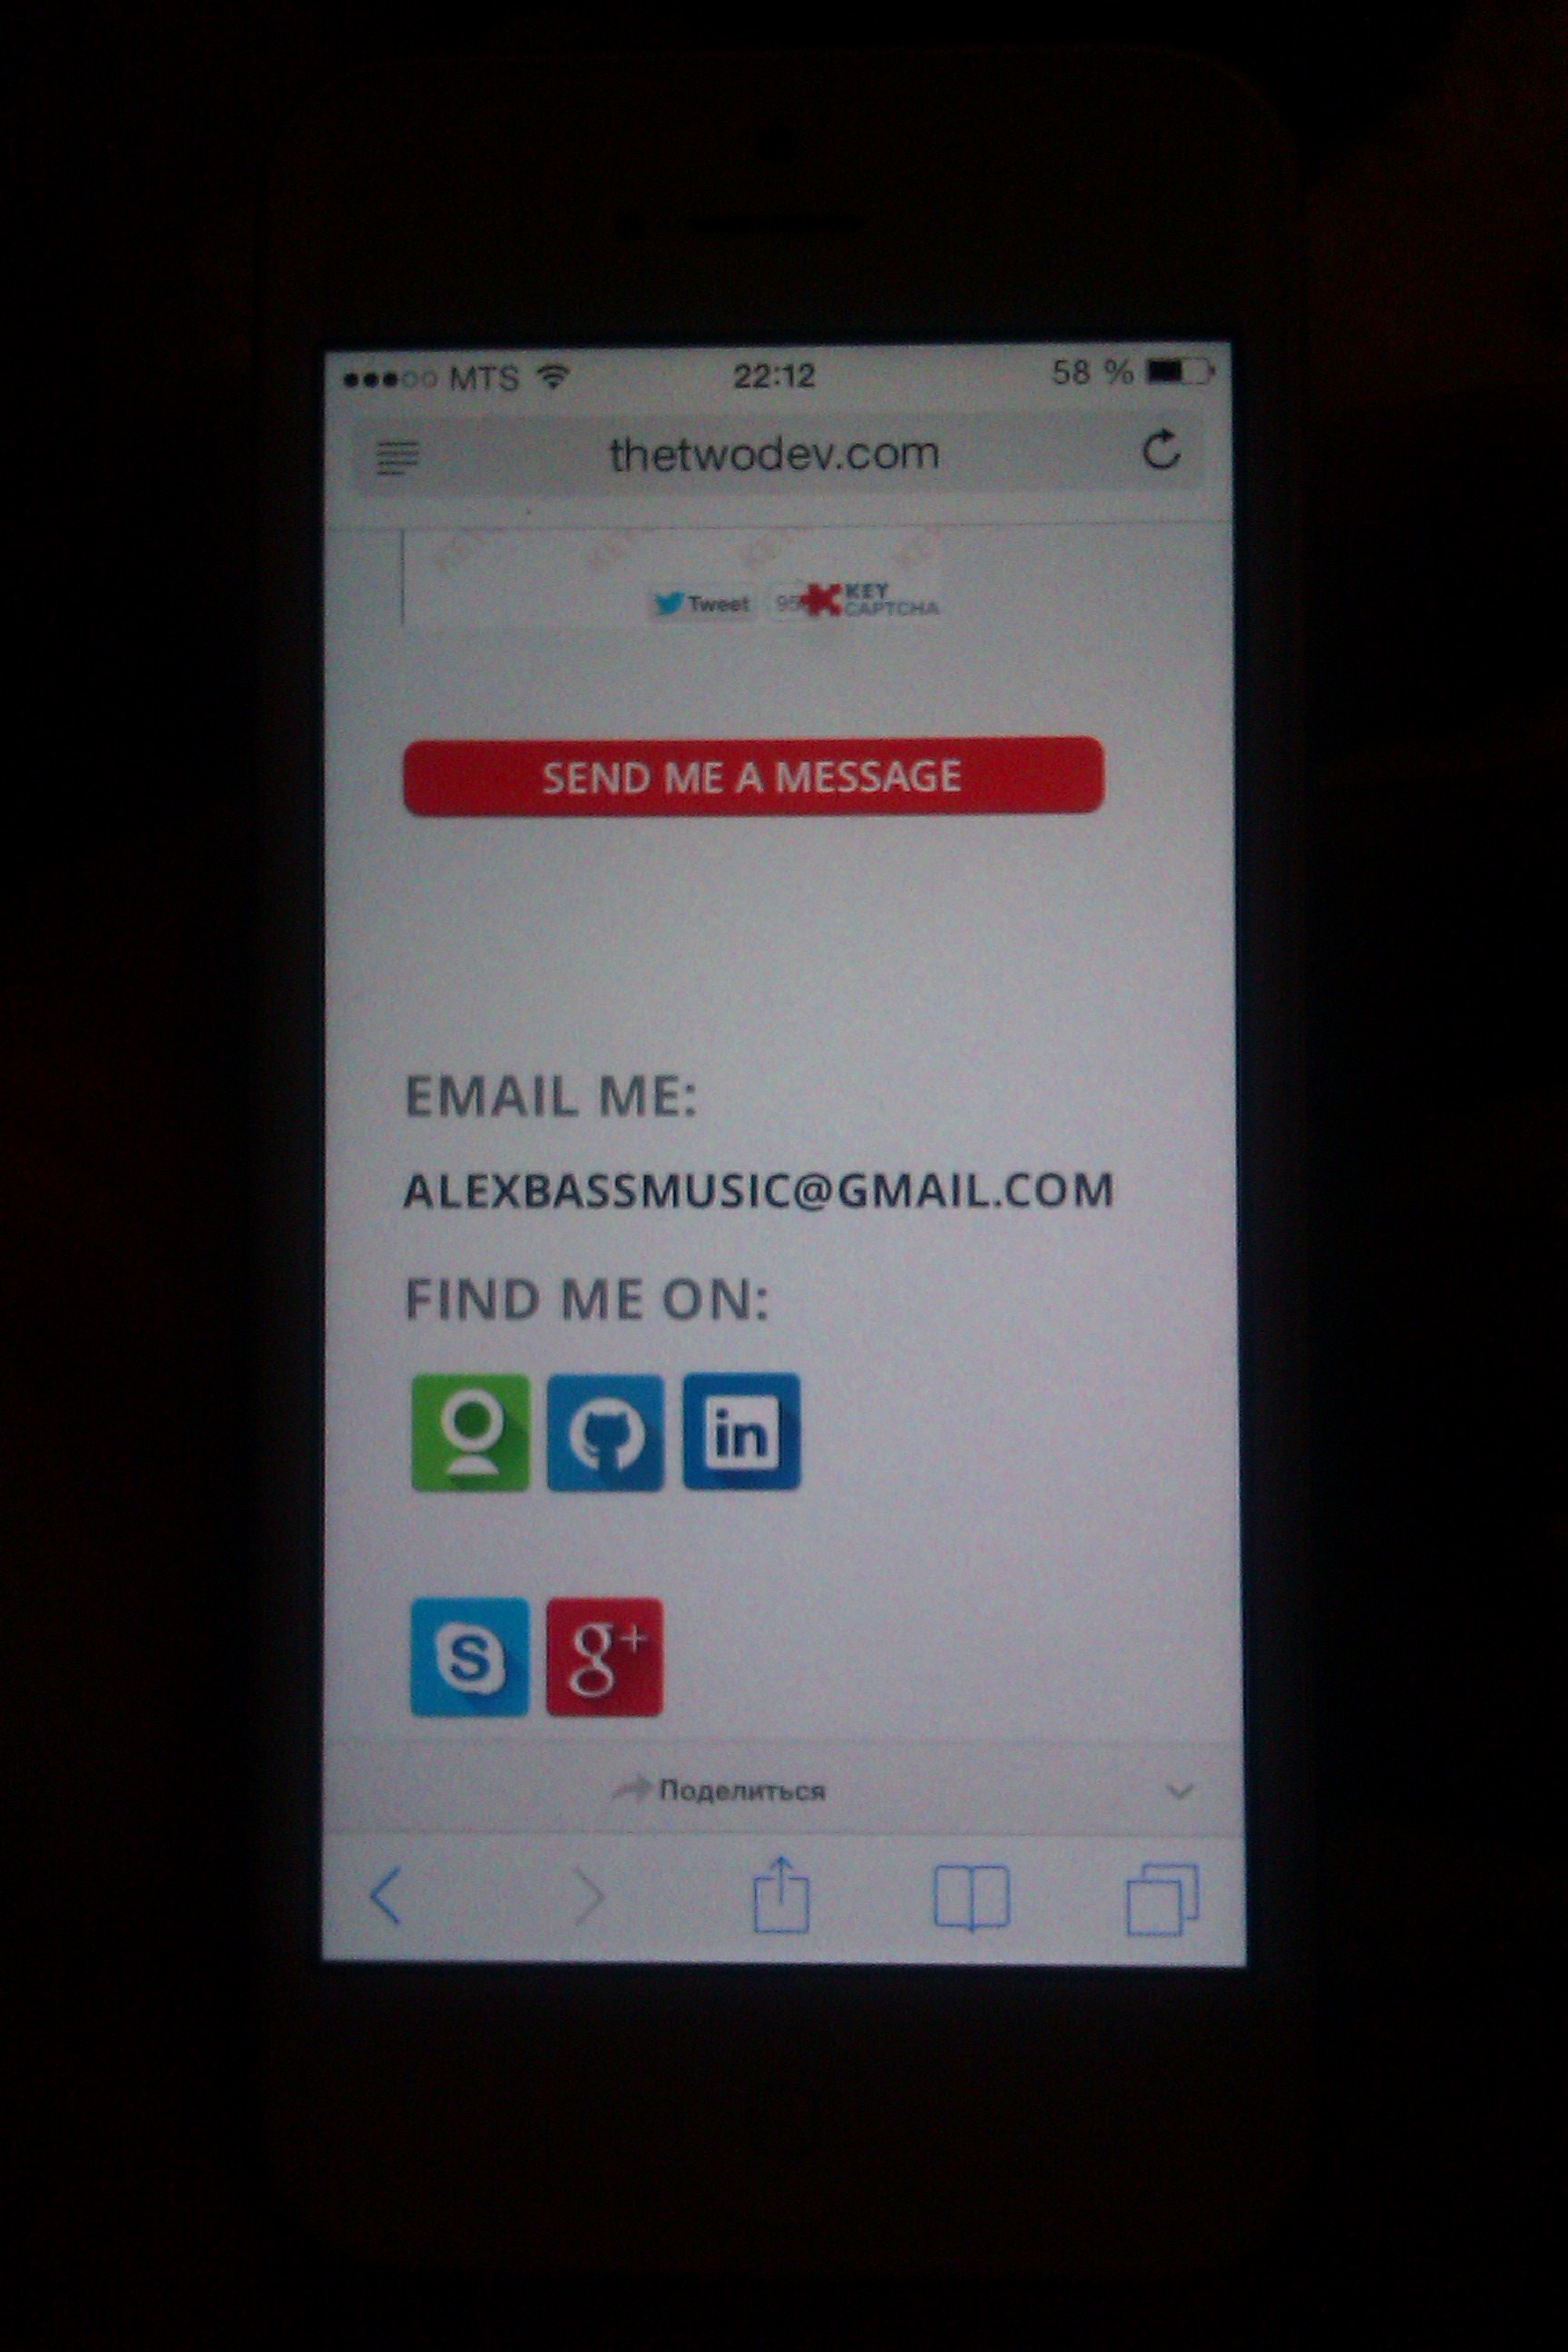 MTS 22:12 58 %
thetwodev.com
Tweet KEY
CAPTCHA
SEND ME A MESSAGE
EMAIL ME:
ALEXBASSMUSIC@GMAIL.COM
FIND ME ON:
in
S g+
Поделиться